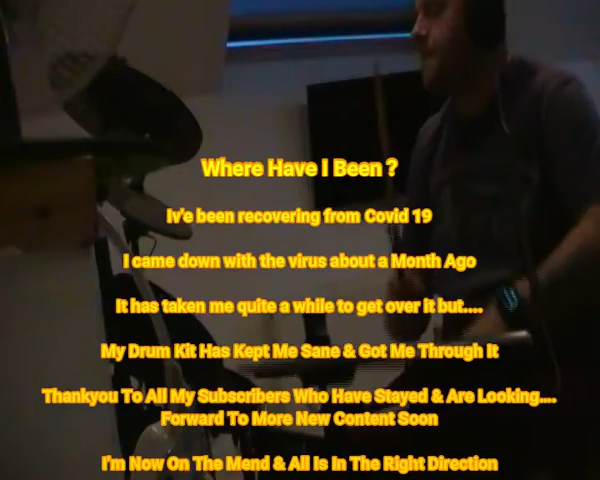 Where Have I Been ?
Iv'e been recovering from Covid 19
I came down with the virus about a Month Ago
It has taken me quite a while to get over it but....
My Drum Kit Has Kept Me Sane & Got Me Through It
Thankyou To All My Subscribers Who Have Stayed & Are Looking....
Forward To More New Content Soon
I'm Now On The Mend & All Is In The Right Direction